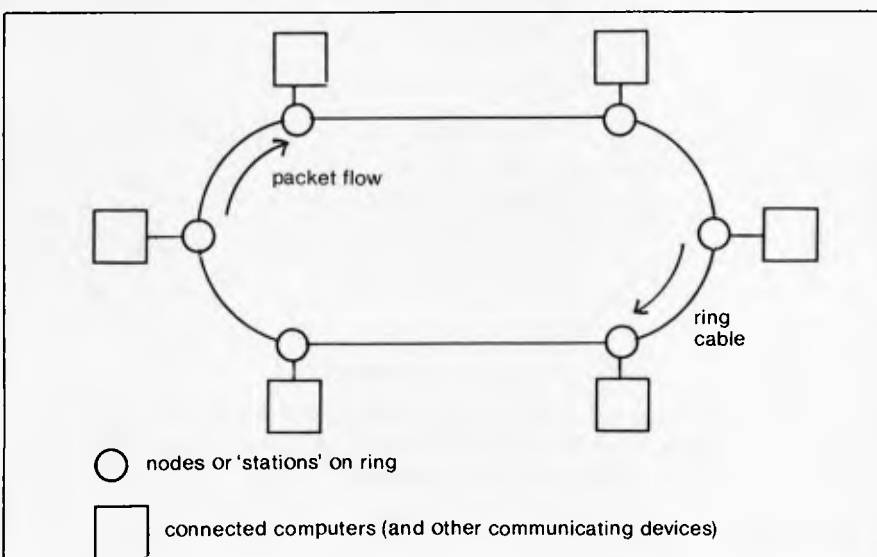 packet flow
ring
cable
nodes or 'stations' on ring
connected computers (and other communicating devices)